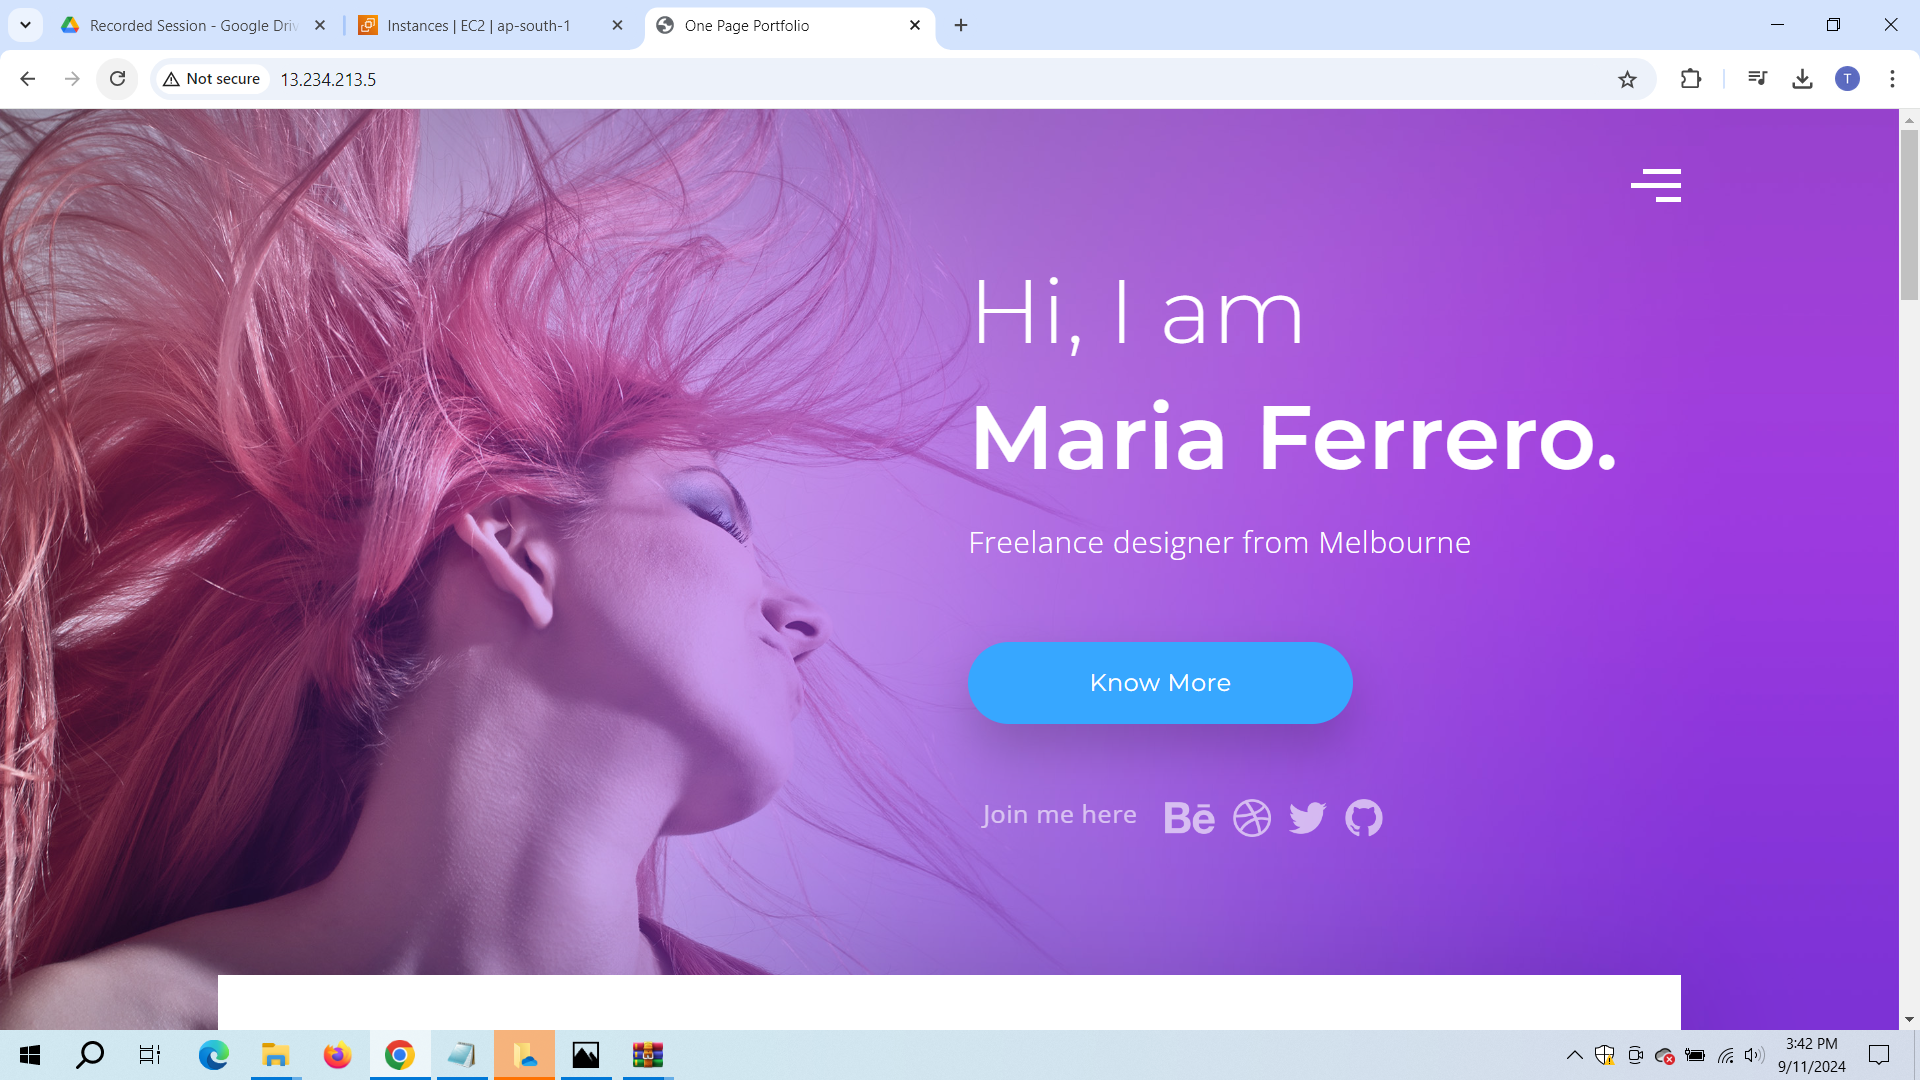 Recorded Session - Google Driv
Instances | EC2 | ap-south-1
One Page Portfolio
Not secure
13.234.213.5
T
Hi, I am
Maria Ferrero.
Freelance designer from Melbourne
Know More
Join me here
Bē
3:42 PM
9/11/2024